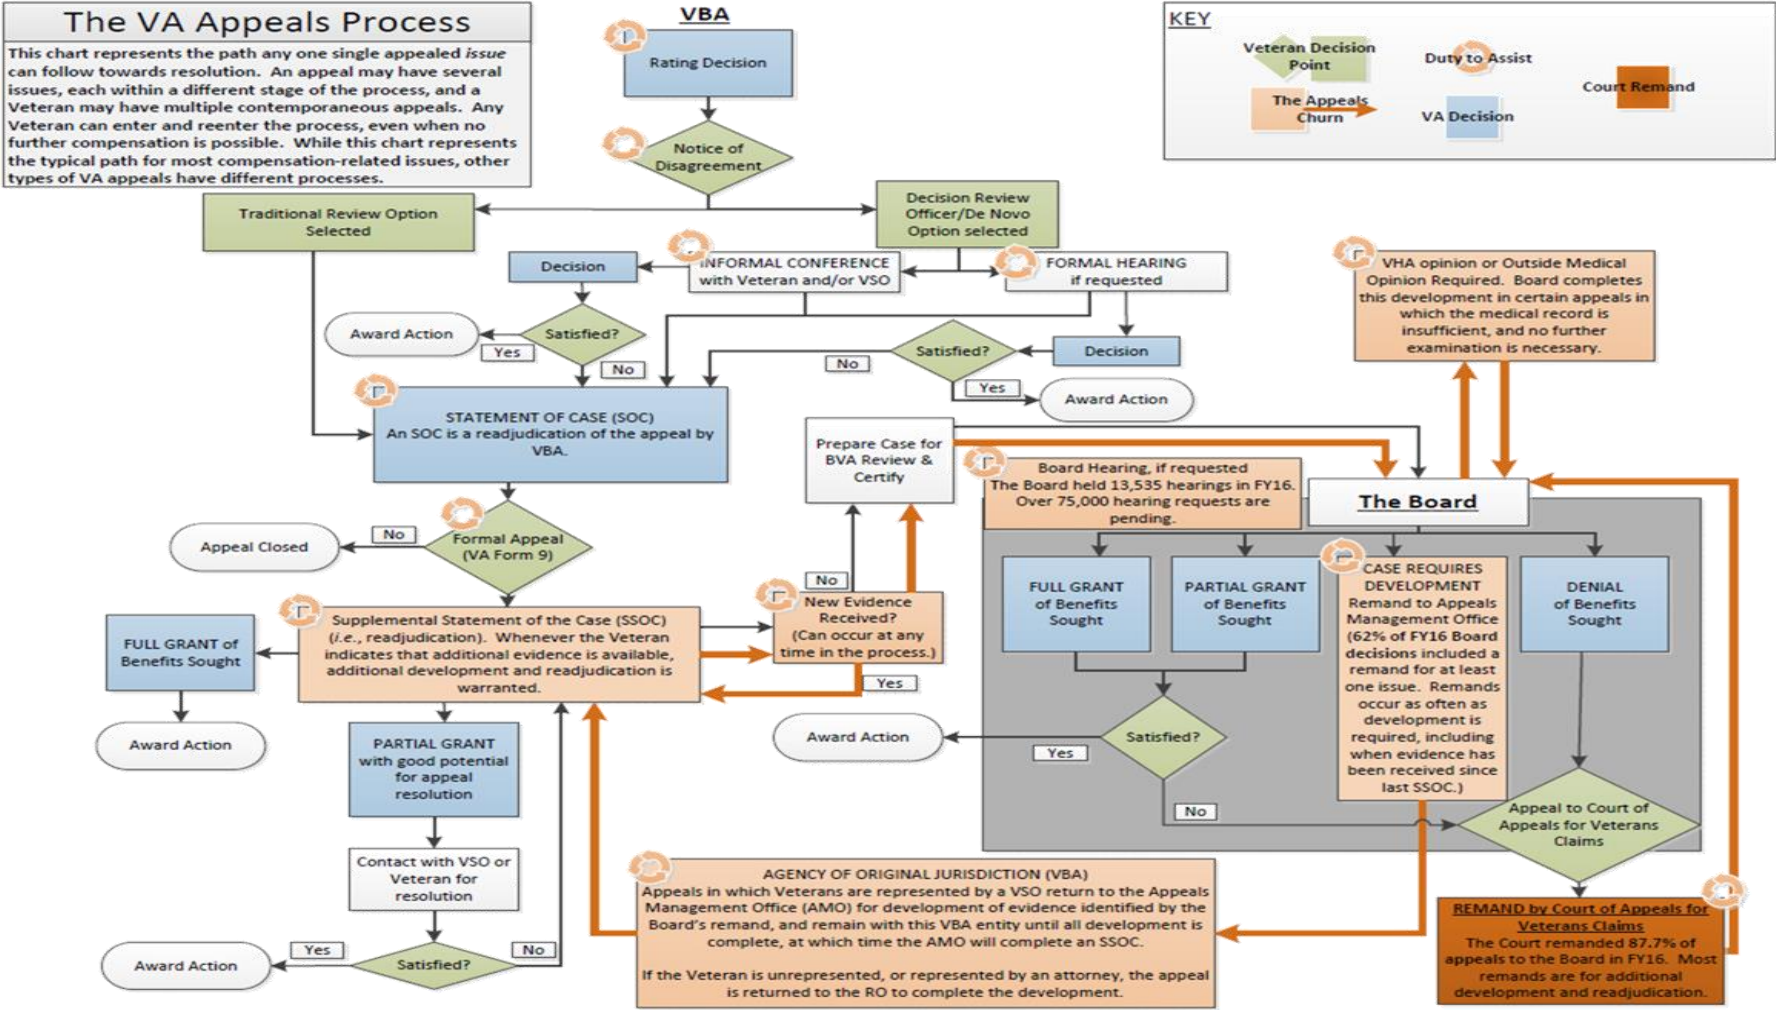 The VA Appeals Process
This chart represents the path any one single appealed issue
can follow towards resolution. An appeal may have several
issues, each within a different stage of the process, and a
Veteran may have multiple contemporaneous appeals. Any
Veteran can enter and reenter the process, even when no
further compensation is possible. While this chart represents
the typical path for most compensation-related issues, other
types of VA appeals have different processes.
VBA
Rating Decision
KEY
Veteran Decision
Point
Duty to Assist
The Appeals
Churn
VA Decision
Court Remand
Notice of
Disagreement
Traditional Review Option
Selected
Decision Review
Officer/De Novo
Option selected
Decision
INFORMAL CONFERENCE
with Veteran and/or VSO
FORMAL HEARING
if requested
VHA opinion or Outside Medical
Opinion Required. Board completes
this development in certain appeals in
which the medical record is
insufficient, and no further
examination is necessary.
Award Action
Yes
Satisfied?
No
No
Satisfied?
Yes
Decision
Award Action
STATEMENT OF CASE (SOC)
An SOC is a readjudication of the appeal by
VBA.
Prepare Case for
BVA Review &
Certify
Board Hearing, if requested
The Board held 13,535 hearings in FY16.
Over 75,000 hearing requests are
pending.
The Board
Appeal Closed
No
Formal Appeal
(VA Form 9)
No
New Evidence
Received?
(Can occur at any
time in the process.)
Yes
FULL GRANT of
Benefits Sought
Supplemental Statement of the Case (SSOC)
(i.e., readjudication). Whenever the Veteran
indicates that additional evidence is available,
additional development and readjudication is
warranted.
FULL GRANT
of Benefits
Sought
PARTIAL GRANT
of Benefits
Sought
CASE REQUIRES
DEVELOPMENT
Remand to Appeals
Management Office
(62% of FY16 Board
decisions included a
remand for at least
one issue. Remands
occur as often as
development is
required, including
when evidence has
been received since
last SSOC.)
DENIAL
of Benefits
Sought
Award Action
PARTIAL GRANT
with good potential
for appeal
resolution
Award Action
Yes
Satisfied?
No
Appeal to Court of
Appeals for Veterans
Claims
Contact with VSO or
Veteran for
resolution
Award Action
Yes
Satisfied?
No
AGENCY OF ORIGINAL JURISDICTION (VBA)
Appeals in which Veterans are represented by a VSO return to the Appeals
Management Office (AMO) for development of evidence identified by the
Board's remand, and remain with this VBA entity until all development is
complete, at which time the AMO will complete an SSOC.
If the Veteran is unrepresented, or represented by an attorney, the appeal
is returned to the RO to complete the development.
REMAND by Court of Appeals for
Veterans Claims
The Court remanded 87.7% of
appeals to the Board in FY16. Most
remands are for additional
development and readjudication.